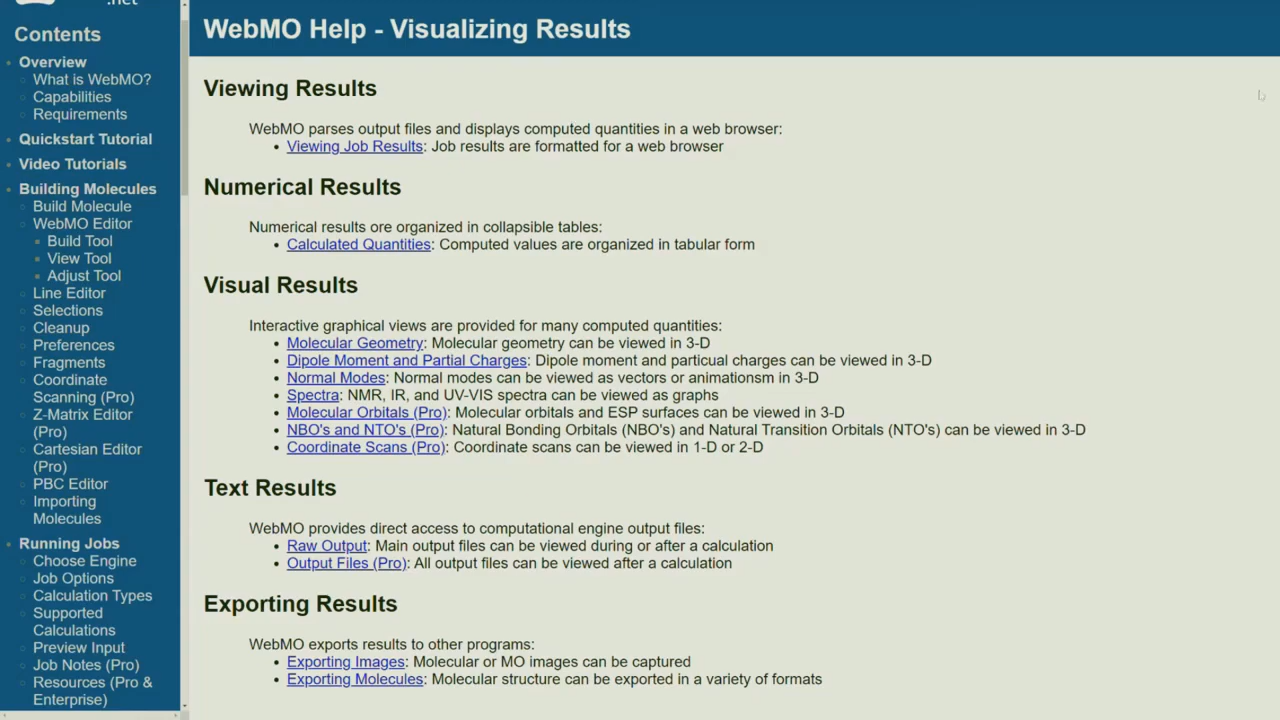 .net
Contents
Overview
What is WebMO?
Capabilities
Requirements
Quickstart Tutorial
Video Tutorials
Building Molecules
Build Molecule
WebMO Editor
Build Tool
View Tool
Adjust Tool
Line Editor
Selections
Cleanup
Preferences
Fragments
Coordinate
Scanning (Pro)
Z-Matrix Editor
(Pro)
Cartesian Editor
(Pro)
PBC Editor
Importing
Molecules
Running Jobs
Choose Engine
Job Options
Calculation Types
Supported
Calculations
Preview Input
Job Notes (Pro)
Resources (Pro &
Enterprise)
WebMO Help - Visualizing Results
Viewing Results
WebMO parses output files and displays computed quantities in a web browser:
• Viewing Job Results: Job results are formatted for a web browser
Numerical Results
Numerical results ore organized in collapsible tables:
• Calculated Quantities: Computed values are organized in tabular form
Visual Results
Interactive graphical views are provided for many computed quantities:
• Molecular Geometry: Molecular geometry can be viewed in 3-D
• Dipole Moment and Partial Charges: Dipole moment and particual charges can be viewed in 3-D
• Normal Modes: Normal modes can be viewed as vectors or animationsm in 3-D
• Spectra: NMR, IR, and UV-VIS spectra can be viewed as graphs
• Molecular Orbitals (Pro): Molecular orbitals and ESP surfaces can be viewed in 3-D
• NBO's and NTO's (Pro): Natural Bonding Orbitals (NBO's) and Natural Transition Orbitals (NTO's) can be viewed in 3-D
• Coordinate Scans (Pro): Coordinate scans can be viewed in 1-D or 2-D
Text Results
WebMO provides direct access to computational engine output files:
• Raw Output: Main output files can be viewed during or after a calculation
• Output Files (Pro): All output files can be viewed after a calculation
Exporting Results
WebMO exports results to other programs:
• Exporting Images: Molecular or MO images can be captured
• Exporting Molecules: Molecular structure can be exported in a variety of formats